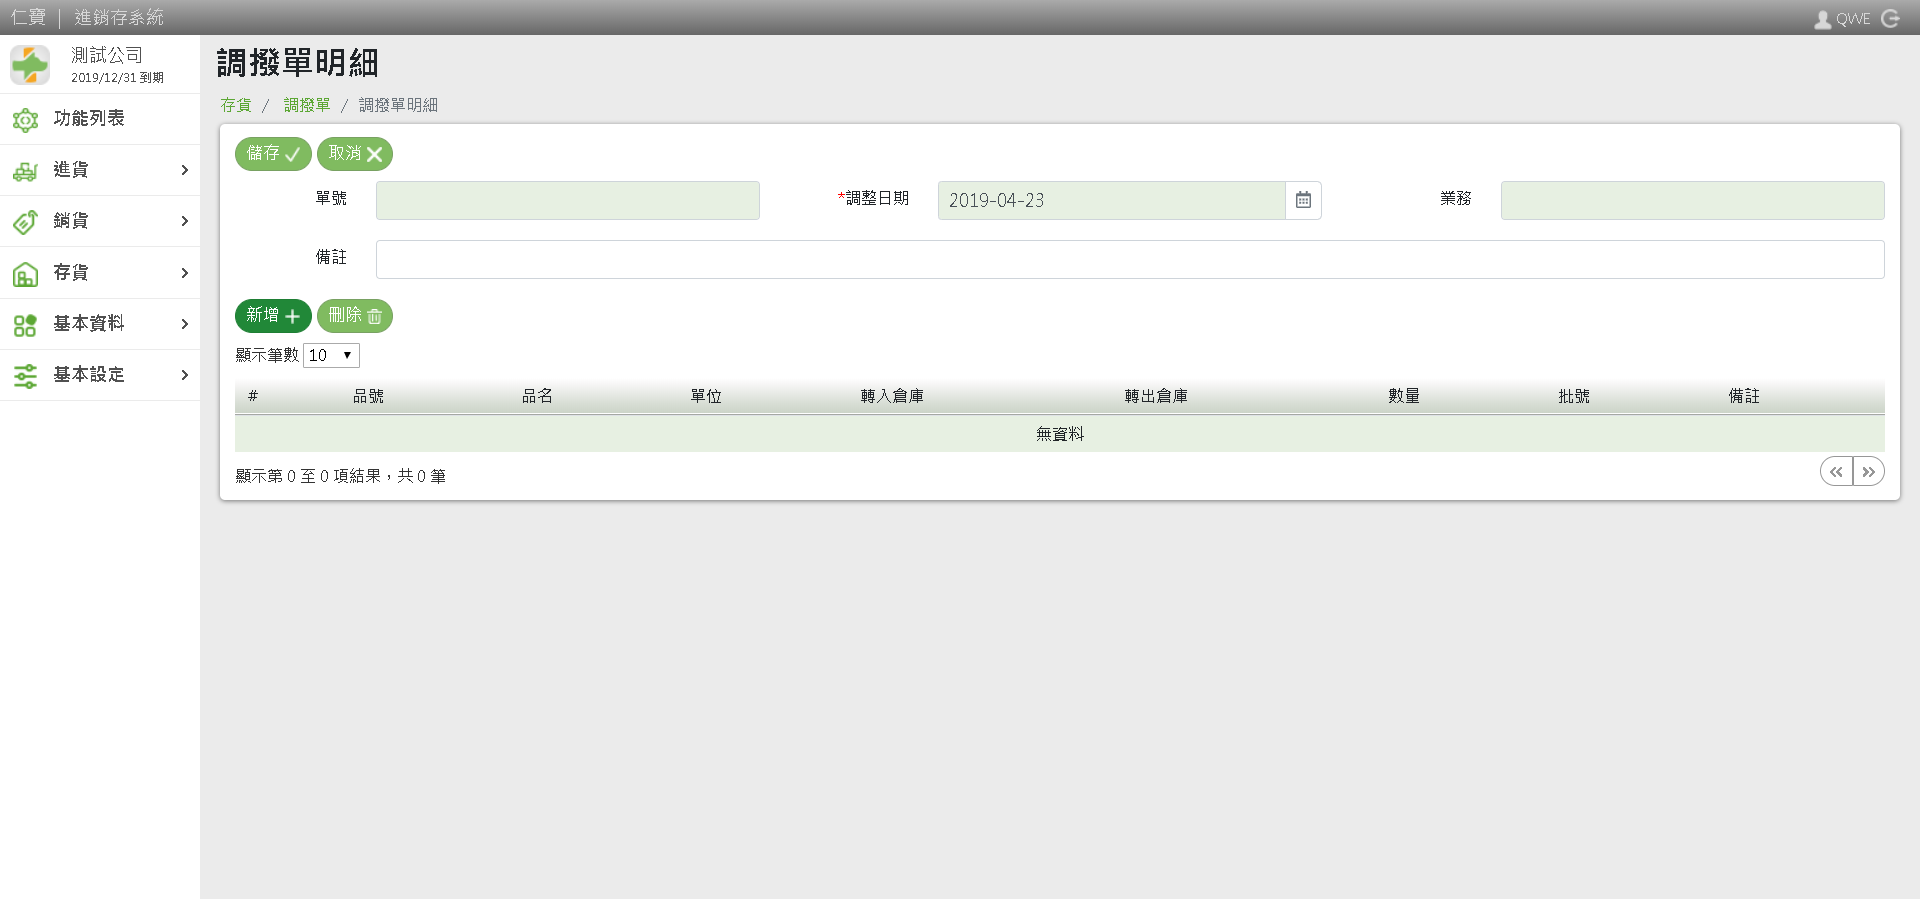 仁寶 | 進銷存系統
QWE
測試公司
2019/12/31 到期
功能列表
進貨
銷貨
存貨
基本資料
基本設定
調撥單明細
存貨 / 調撥單 / 調撥單明細
儲存 取消
單號 *調整日期 2019-04-23 業務
備註
新增 刪除
顯示筆數 10
# 品號 品名 單位 轉入倉庫 轉出倉庫 數量 批號 備註
無資料
顯示第 0 至 0 項結果，共 0 筆